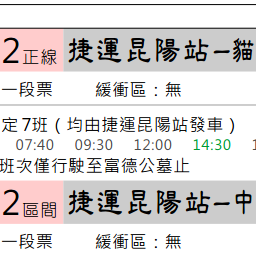 2正線 捷運昆陽站－貓
一段票 緩衝區：無
定 7班（均由捷運昆陽站發車）
07:40 09:30 12:00 14:30 1
班次僅行駛至富德公墓止
2區間 捷運昆陽站－中
一段票 緩衝區：無